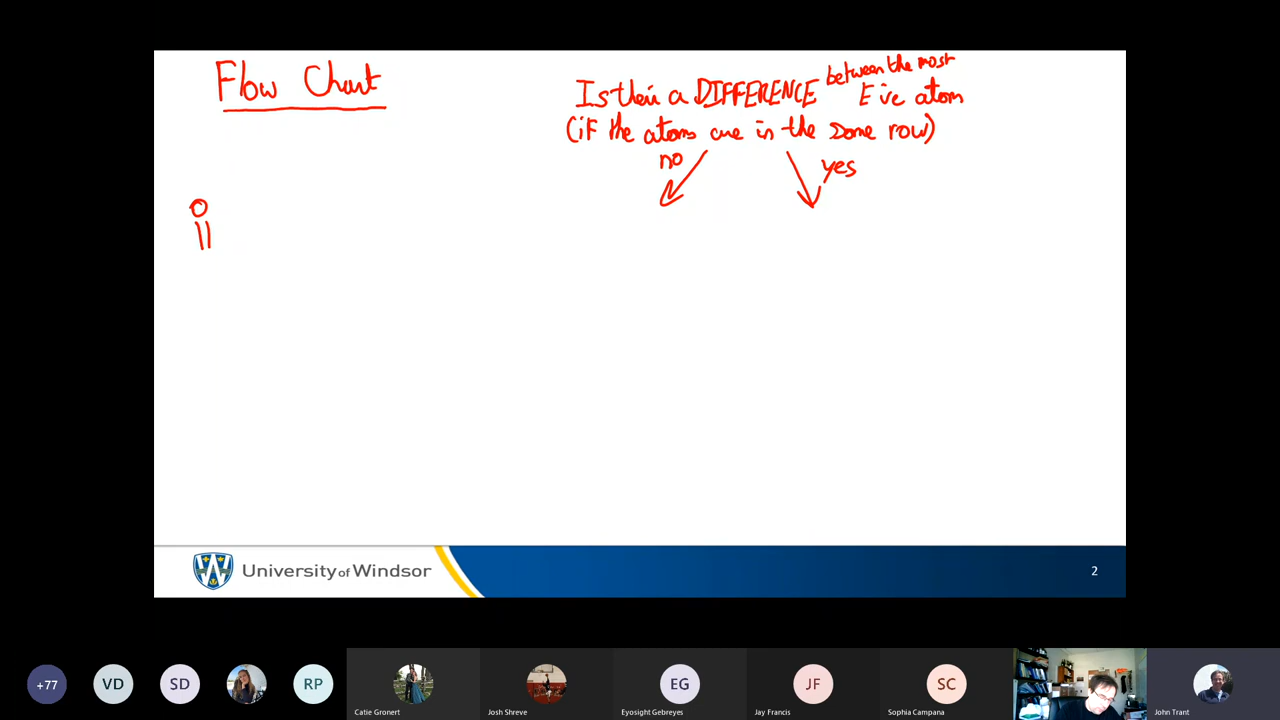 Flow Chart
Is their a DIFFERENCE between the most E'ive atom
(if the atoms are in the same row)
no
yes
O
University of Windsor
2
+77
VD
SD
RP
EG
JF
SC
Catie Gronert
Josh Shreve
Eyosight Gebreyes
Jay Francis
Sophia Campana
John Trant